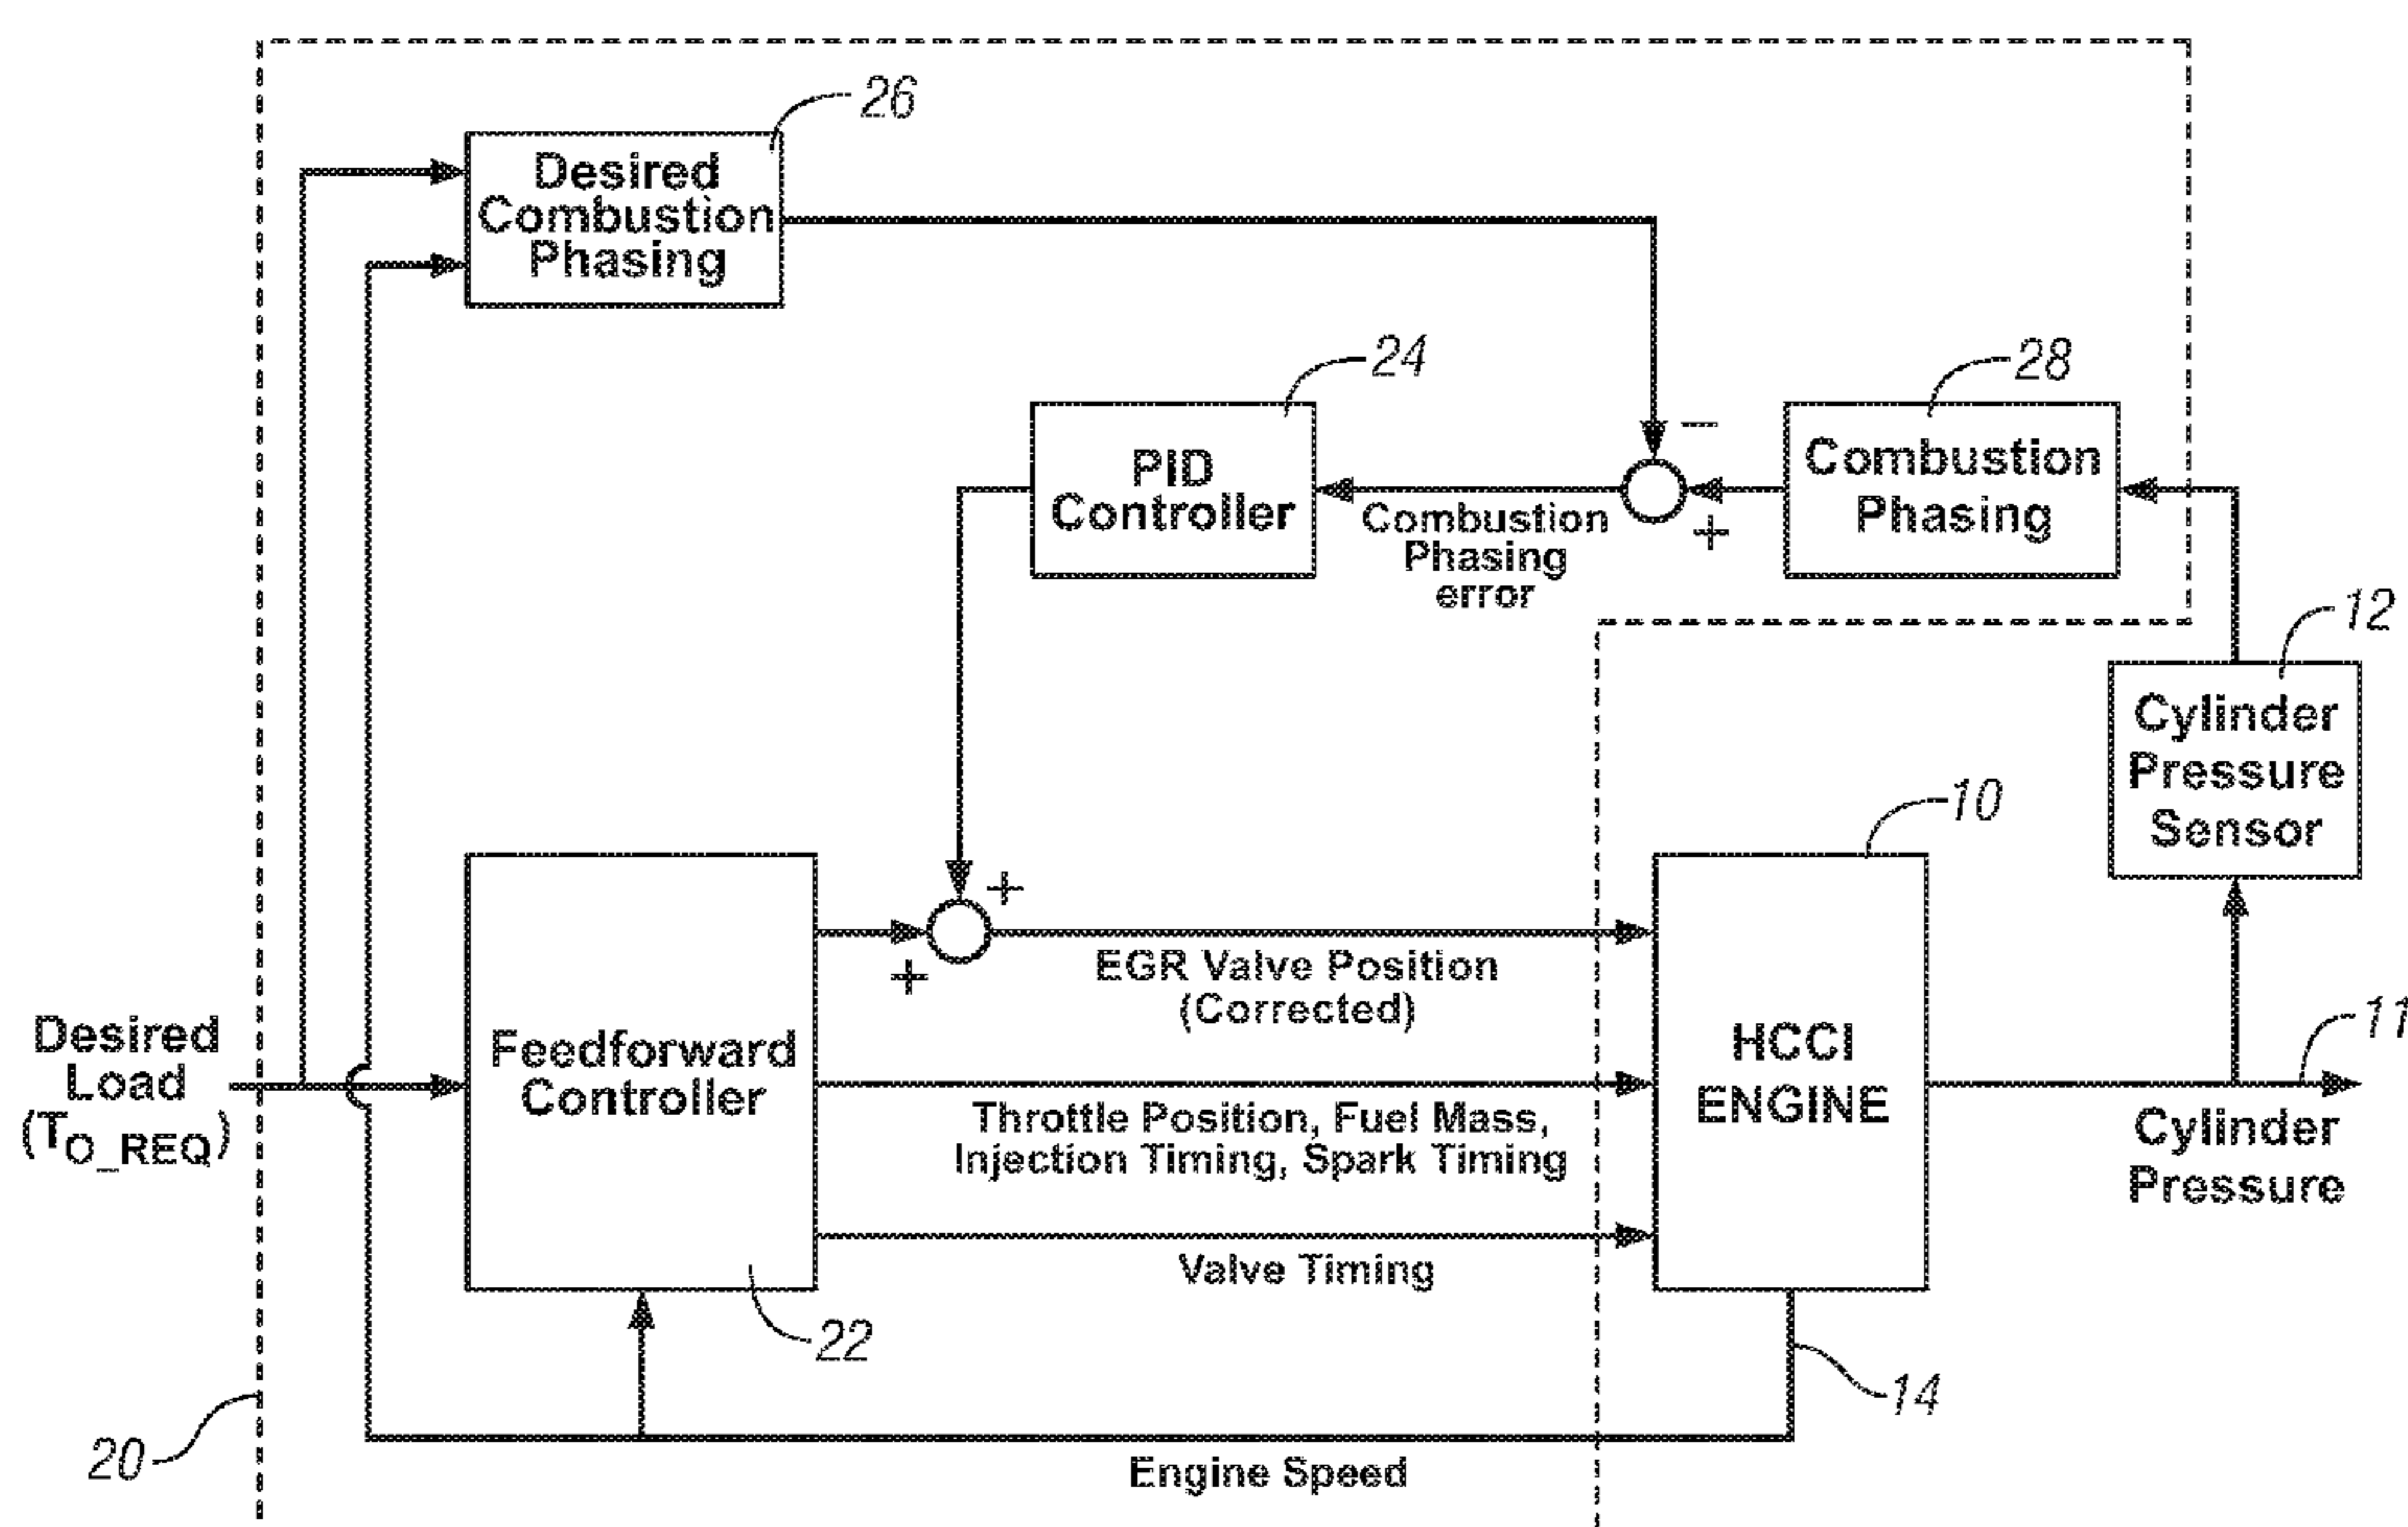 26
Desired
Combustion
Phasing
24
28
PID
Controller
Combustion
Phasing
−
+
Combustion
Phasing
error
12
Cylinder
Pressure
Sensor
10
+
+
EGR Valve Position
(Corrected)
11
Desired
Load
(TO_REQ)
Feedforward
Controller
HCCI
ENGINE
Throttle Position, Fuel Mass,
Injection Timing, Spark Timing
Cylinder
Pressure
Valve Timing
22
14
20
Engine Speed